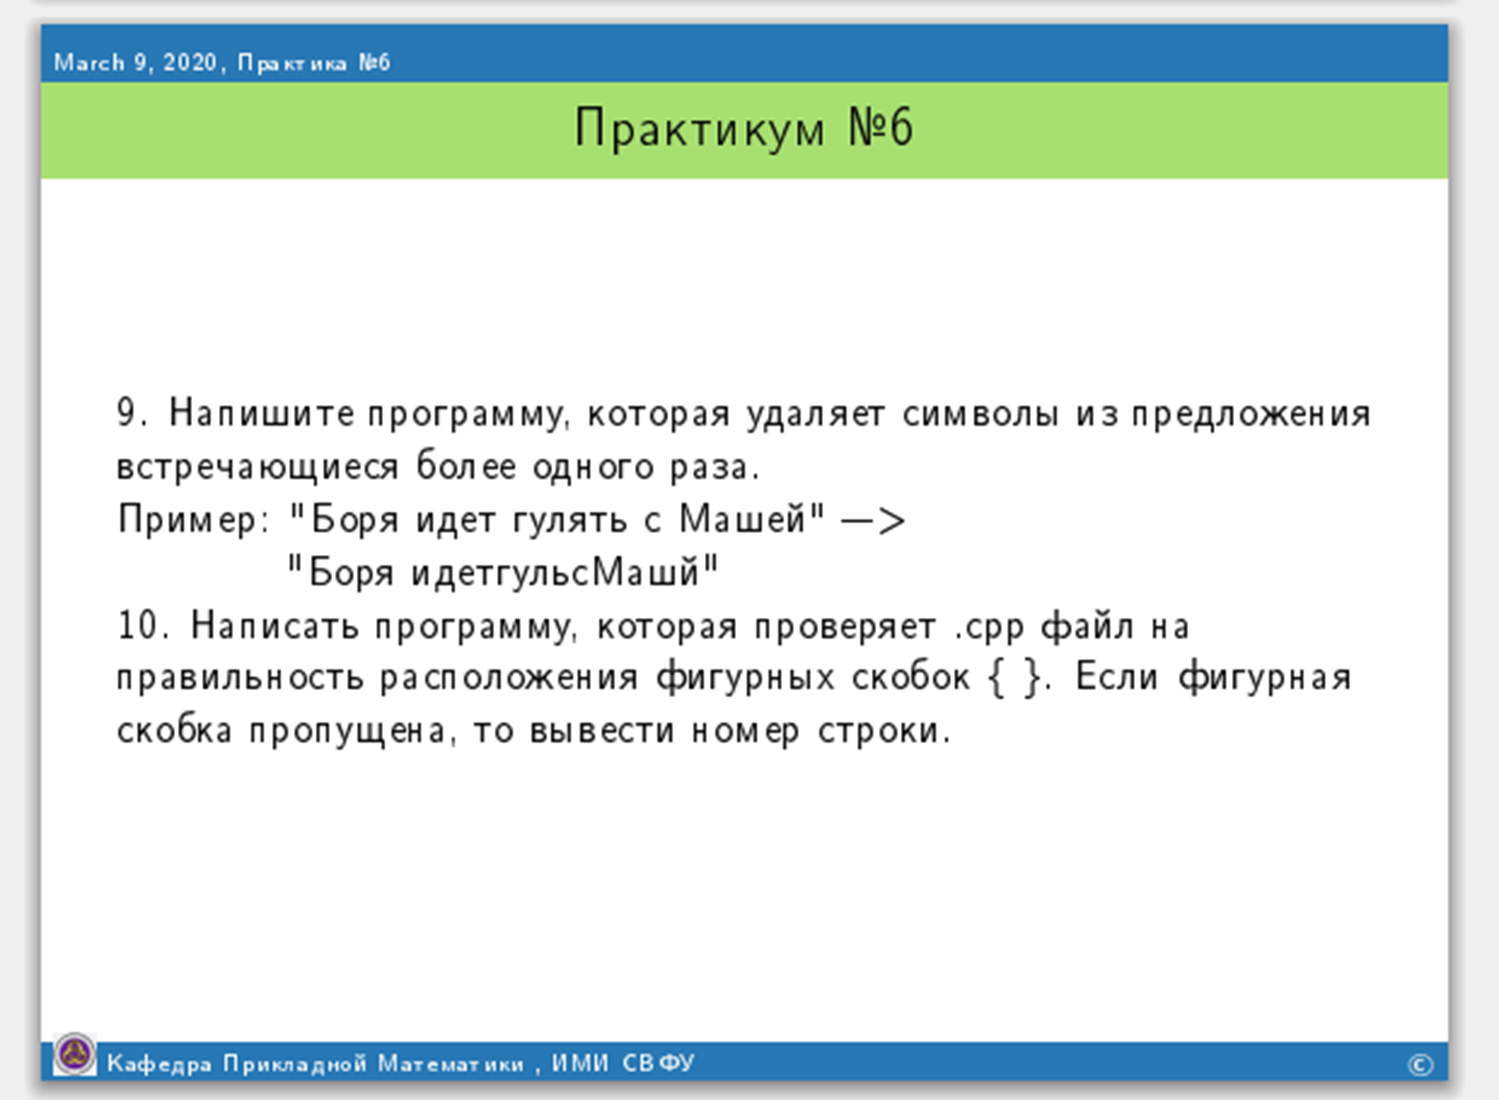 March 9, 2020, Практика №6
Практикум №6
9. Напишите программу, которая удаляет символы из предложения
встречающиеся более одного раза.
Пример: "Боря идет гулять с Машей" —>
"Боря идетгульсМашй"
10. Написать программу, которая проверяет .cpp файл на
правильность расположения фигурных скобок { }. Если фигурная
скобка пропущена, то вывести номер строки.
Кафедра Прикладной Математики , ИМИ СВФУ
©